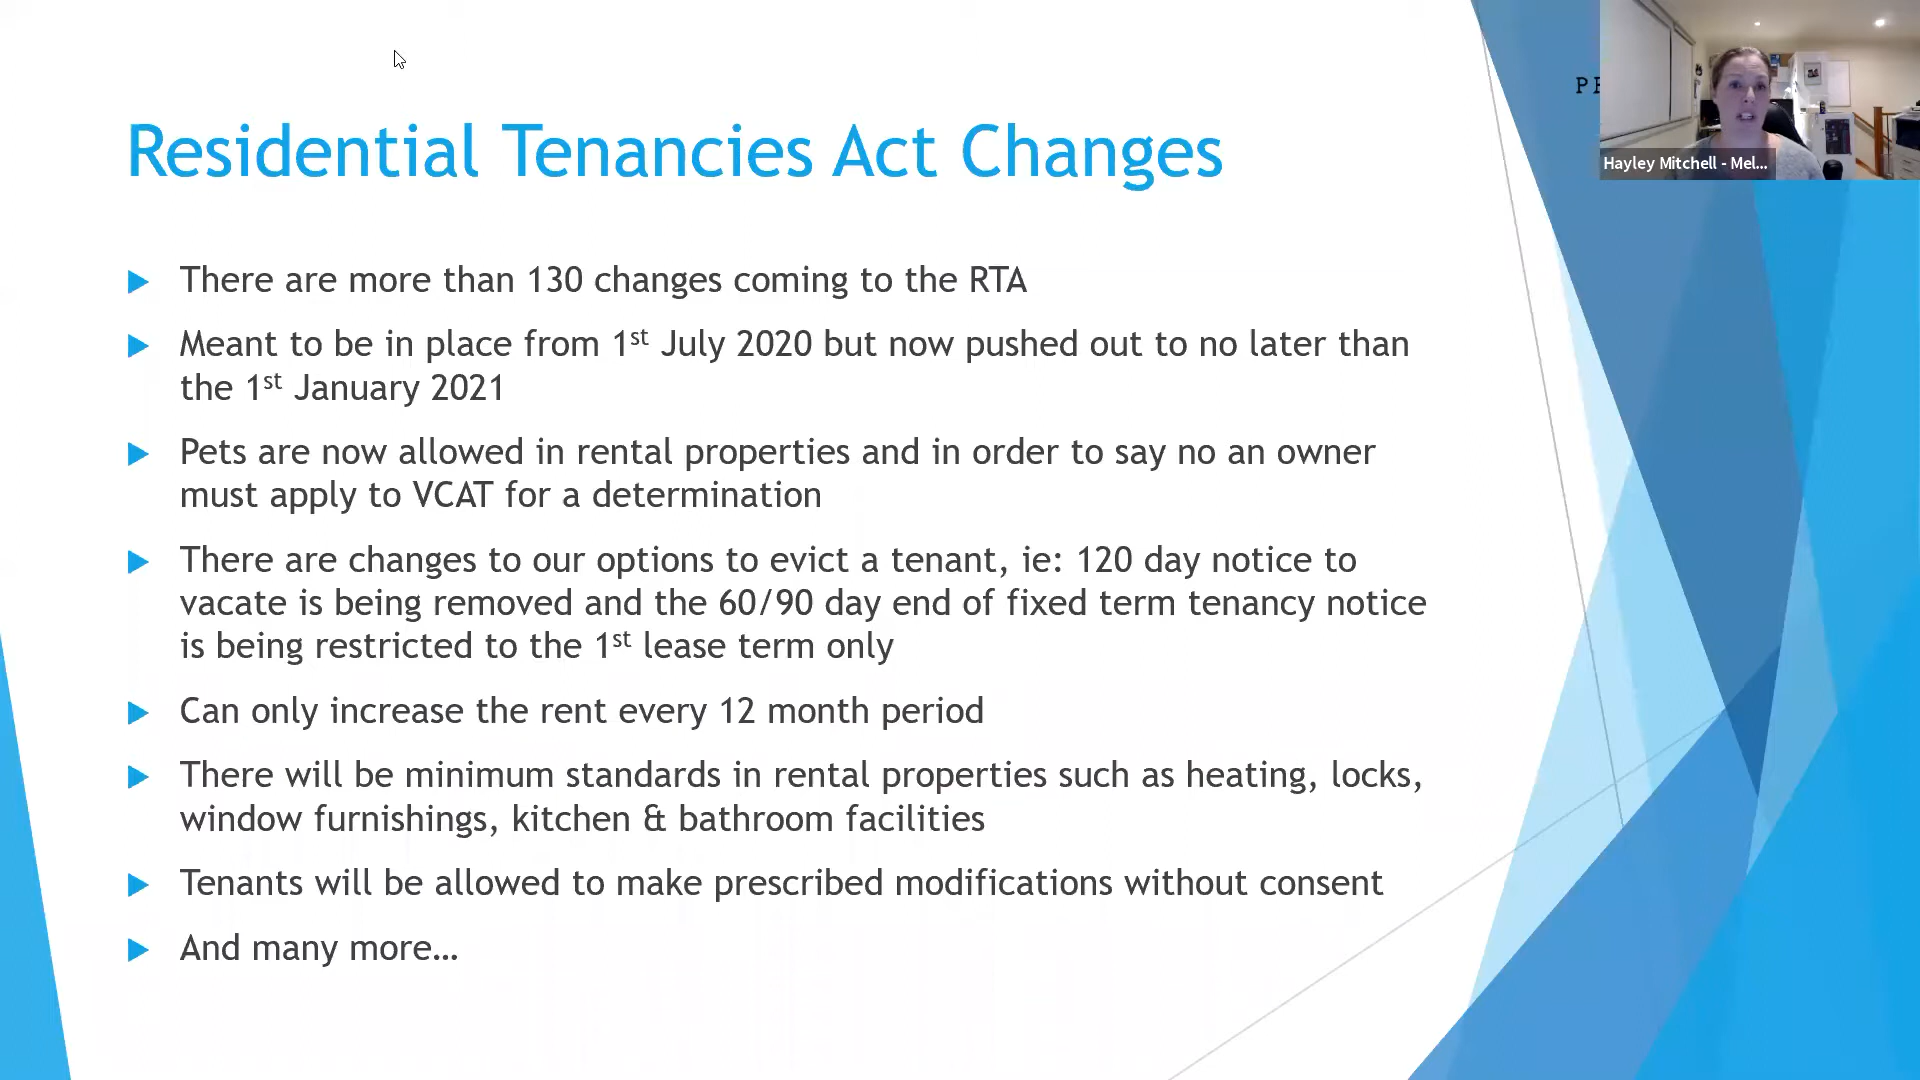 Residential Tenancies Act Changes
There are more than 130 changes coming to the RTA
Meant to be in place from 1st July 2020 but now pushed out to no later than
the 1st January 2021
Pets are now allowed in rental properties and in order to say no an owner
must apply to VCAT for a determination
There are changes to our options to evict a tenant, ie: 120 day notice to
vacate is being removed and the 60/90 day end of fixed term tenancy notice
is being restricted to the 1st lease term only
Can only increase the rent every 12 month period
There will be minimum standards in rental properties such as heating, locks,
window furnishings, kitchen & bathroom facilities
Tenants will be allowed to make prescribed modifications without consent
And many more…
Hayley Mitchell - Mel...